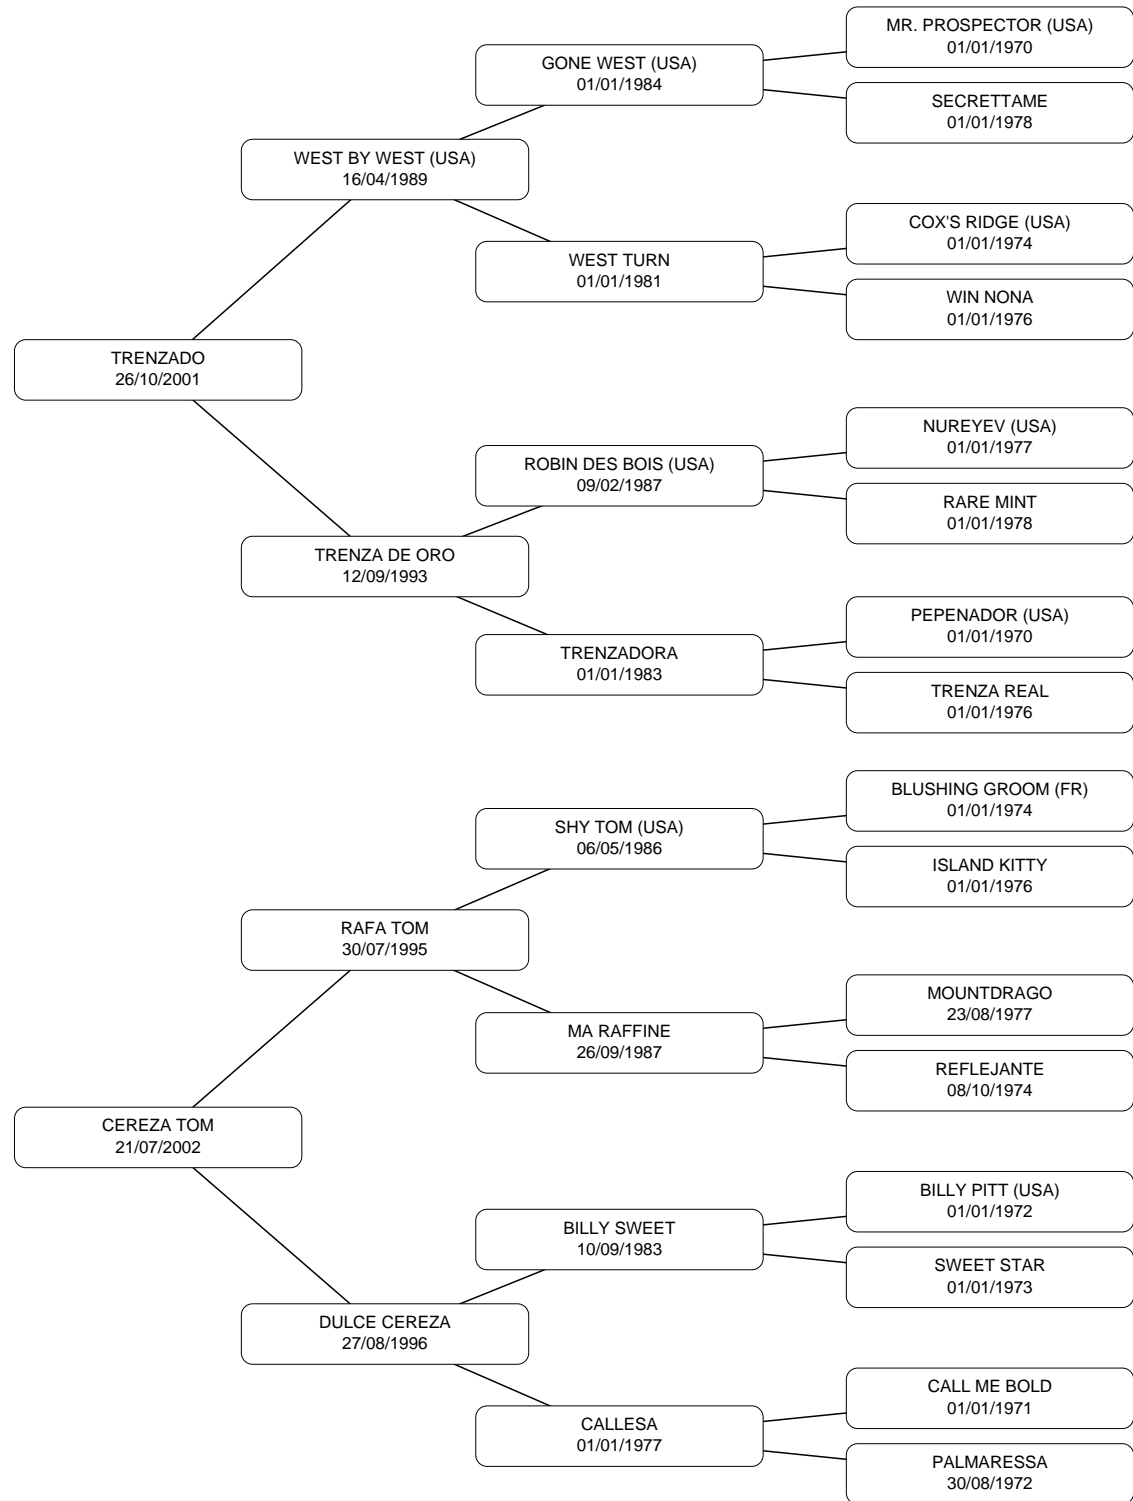 MR. PROSPECTOR (USA)
01/01/1970
GONE WEST (USA)
01/01/1984
SECRETTAME
01/01/1978
WEST BY WEST (USA)
16/04/1989
COX'S RIDGE (USA)
01/01/1974
WEST TURN
01/01/1981
WIN NONA
01/01/1976
TRENZADO
26/10/2001
NUREYEV (USA)
01/01/1977
ROBIN DES BOIS (USA)
09/02/1987
RARE MINT
01/01/1978
TRENZA DE ORO
12/09/1993
PEPENADOR (USA)
01/01/1970
TRENZADORA
01/01/1983
TRENZA REAL
01/01/1976
BLUSHING GROOM (FR)
01/01/1974
SHY TOM (USA)
06/05/1986
ISLAND KITTY
01/01/1976
RAFA TOM
30/07/1995
MOUNTDRAGO
23/08/1977
MA RAFFINE
26/09/1987
REFLEJANTE
08/10/1974
CEREZA TOM
21/07/2002
BILLY PITT (USA)
01/01/1972
BILLY SWEET
10/09/1983
SWEET STAR
01/01/1973
DULCE CEREZA
27/08/1996
CALL ME BOLD
01/01/1971
CALLESA
01/01/1977
PALMARESSA
30/08/1972